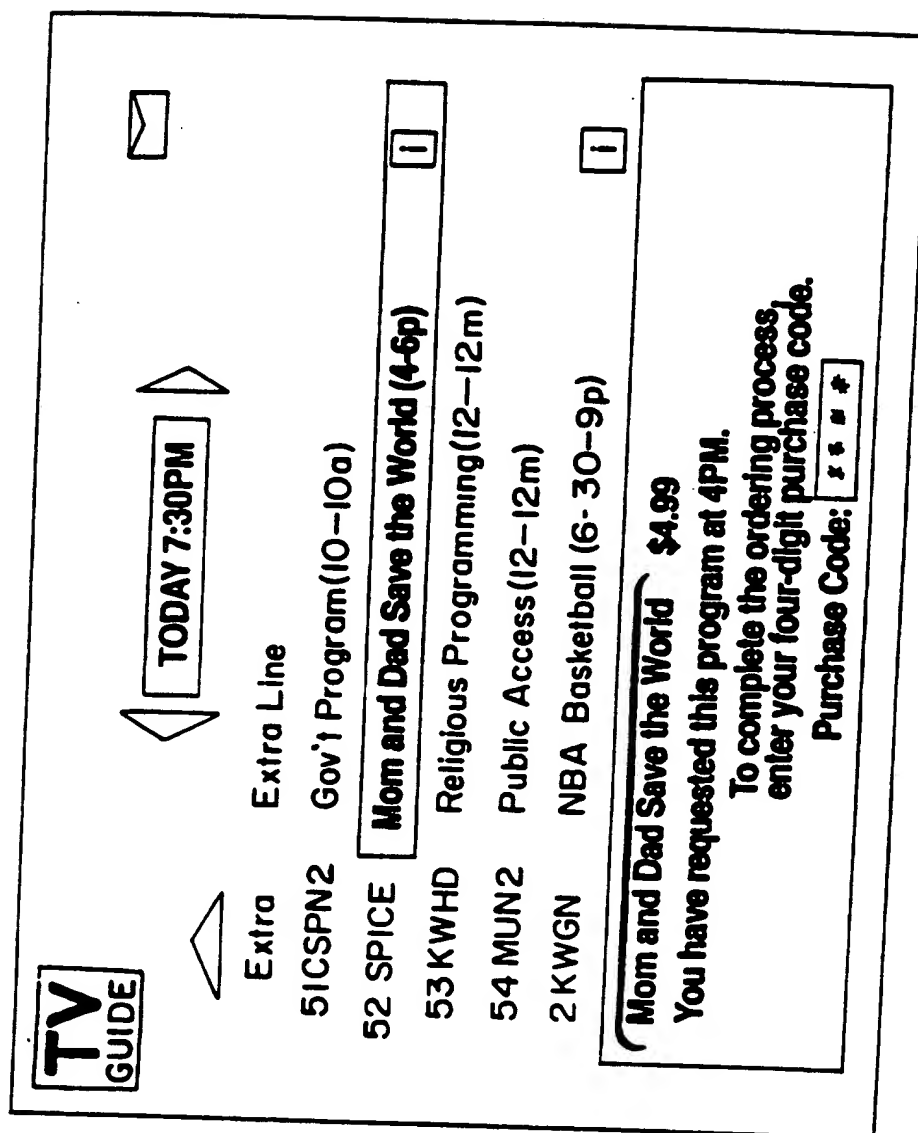 TV
GUIDE
TODAY 7:30PM
Extra Extra Line
51CSPN2 Gov't Program(10-10a)
52 SPICE Mom and Dad Save the World (4-6p) i
53 KWHD Religious Programming(12-12m)
54 MUN2 Public Access(12-12m)
2 KWGN NBA Basketball (6-30-9p) i
Mom and Dad Save the World $4.99
You have requested this program at 4PM.
To complete the ordering process,
enter your four-digit purchase code.
Purchase Code: * * * *